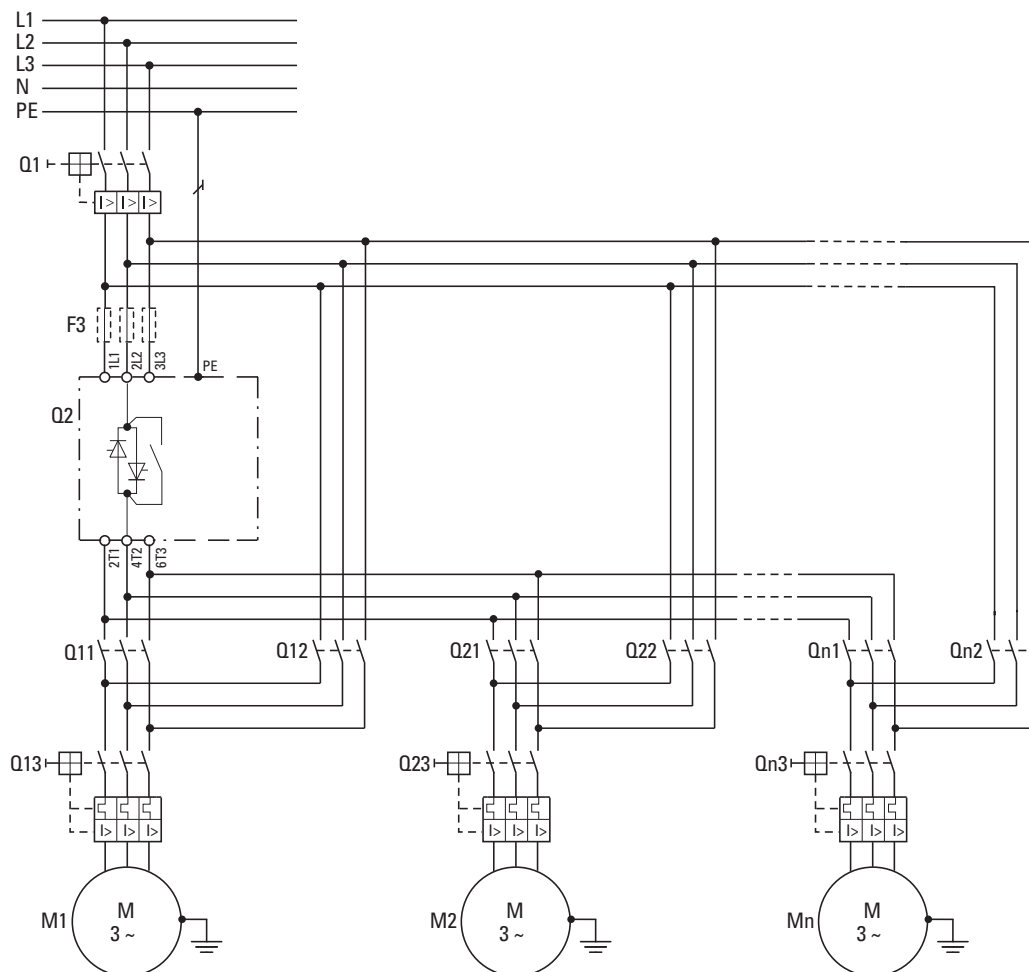 L1
L2
L3
N
PE
Q1
I> I> I>
F3
1L1 2L2 3L3 PE
Q2
2T1 4T2 6T3
Q11 Q12 Q21 Q22 Qn1 Qn2
Q13 Q23 Qn3
I> I> I> I> I> I> I> I> I>
M1 M 3 ~ M2 M 3 ~ Mn M 3 ~